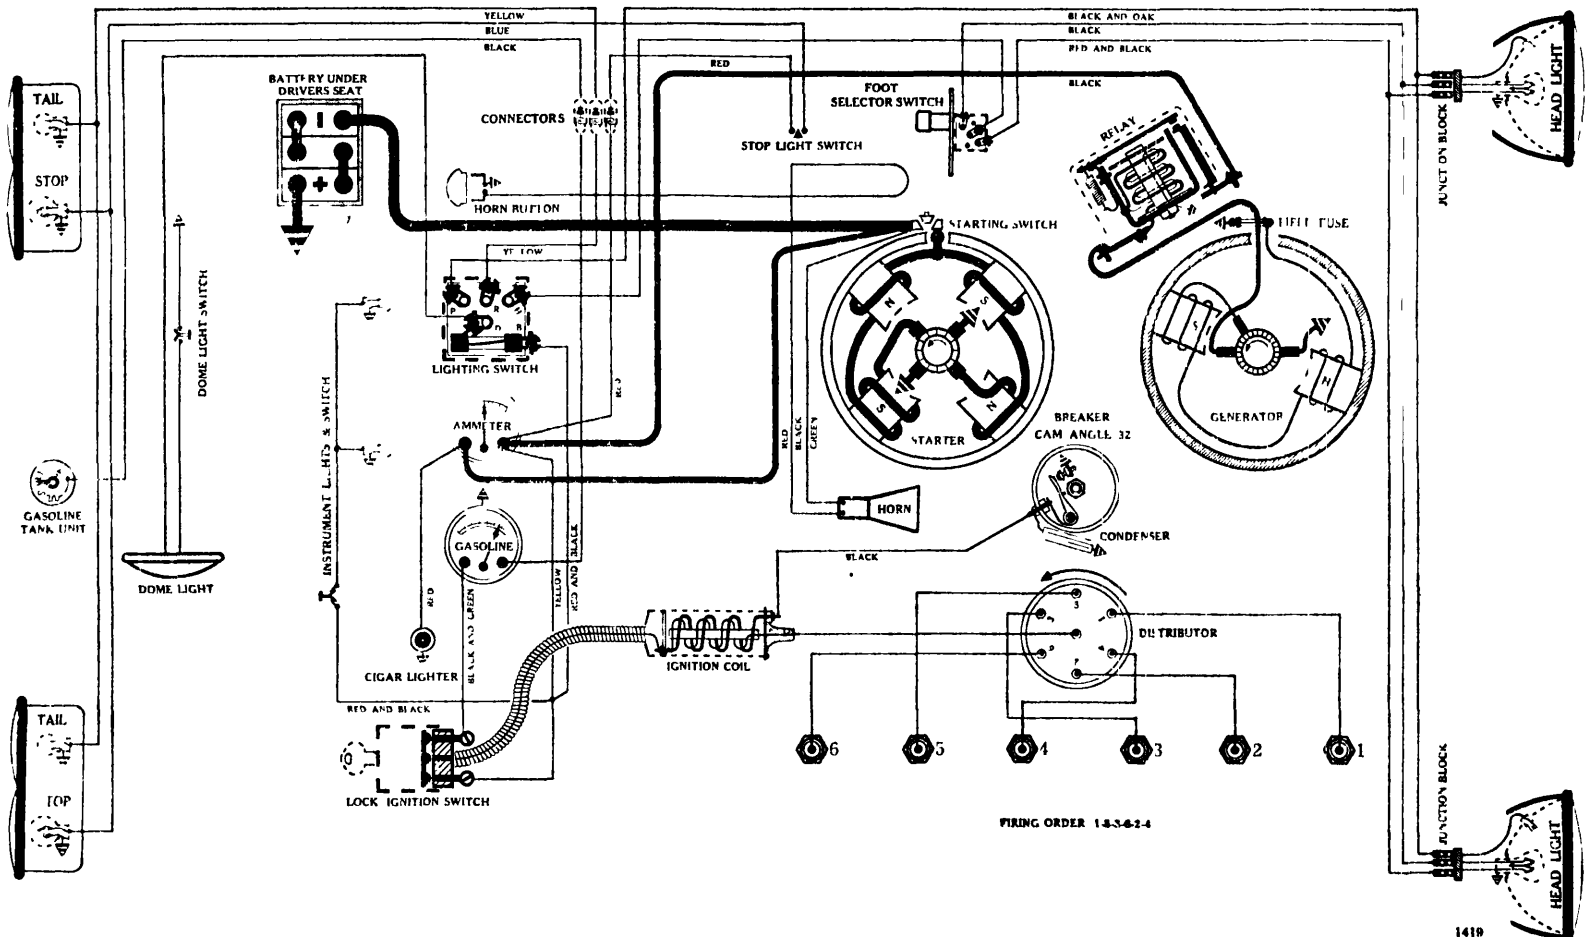 YELLOW
BLUE
BLACK
BLACK AND OAK
BLACK
RED AND BLACK
BLACK
RED
BATTERY UNDER
DRIVERS SEAT
CONNECTORS
STOP LIGHT SWITCH
FOOT
SELECTOR SWITCH
RELAY
JUNCTION BLOCK
HEAD LIGHT
TAIL
STOP
HORN BUTTON
STARTING SWITCH
FUSE
YELLOW
P
R
H
D
B
LIGHTING SWITCH
DOME LIGHT SWITCH
INSTRUMENT LIGHTS & SWITCH
RED
AMMETER
N
S
S
N
STARTER
S
N
GENERATOR
BREAKER
CAM ANGLE 32
RED
BLACK
GREEN
HORN
CONDENSER
GASOLINE
TANK UNIT
GASOLINE
DOME LIGHT
BLACK
RED
BLACK AND GREEN
YELLOW
RED AND BLACK
CIGAR LIGHTER
IGNITION COIL
DISTRIBUTOR
RED AND BLACK
LOCK IGNITION SWITCH
TAIL
TOP
6
5
4
3
2
1
FIRING ORDER 1-5-3-6-2-4
JUNCTION BLOCK
HEAD LIGHT
1419